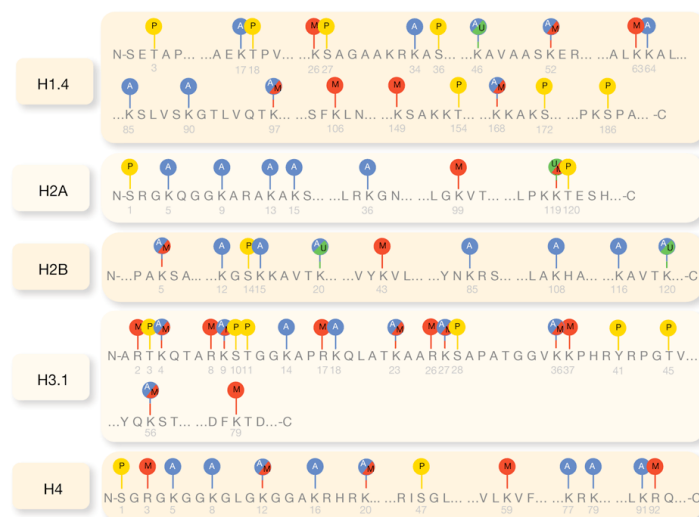 P A P M P A P A U A M M A
N-SETAP... ...AEKTPV... ...KSAGAAKRKAS... ...KAVAASKER... ...ALKKAL...
3 17 18 26 27 34 36 46 52 63 64
H1.4
A A A M M M P A M P P
...KSLVSKGTLVQTK... ...SFKLN... ...KSAKKT... ...KKAKS... ...PKSPA...-C
85 90 97 106 149 154 168 172 186
P A A A A A M U P
H2A
N-SRGKQGGKARAKAKS... ...LRKGN... ...LGKVT... ...LPKKTESH...-C
1 5 9 13 15 36 99 119 120
A M A P A A U M A A A A U
H2B
N-...PAKSA... ...KGSKKAVTK... ...VYKVL... ...YNKRS... ...LAKHA... ...KAVTK...-C
5 12 14 15 20 43 85 108 116 120
M P A M M A P P A M A A M M A M P A M M P P
N-ARTKQTARKSTGGKAPRKQLATKAARKSAPATGGVKKPHRYRPGTV...
2 3 4 8 9 10 11 14 17 18 23 26 27 28 36 37 41 45
H3.1
A M M
...YQKST... ...DFKTD...-C
56 79
P M A A A M A A M P M A A A M
H4
N-SGRGKGGKGLGKGGAKRHRK... ...RISGL... ...VLKVF... ...KRK... ...LKRQ-C
1 3 5 8 12 16 20 47 59 77 79 91 92